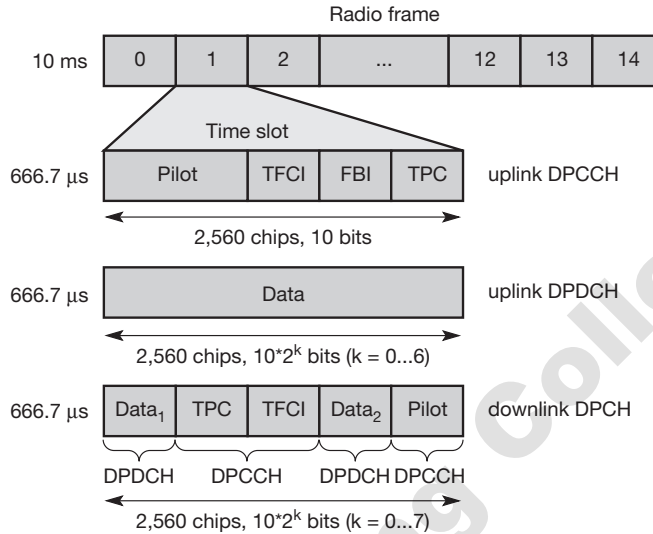 Radio frame
10 ms 0 1 2 ... 12 13 14
Time slot
666.7 μs Pilot TFCI FBI TPC uplink DPCCH
2,560 chips, 10 bits
666.7 μs Data uplink DPDCH
2,560 chips, 10*2^k bits (k = 0...6)
666.7 μs Data₁ TPC TFCI Data₂ Pilot downlink DPCH
DPDCH DPCCH DPDCH DPCCH
2,560 chips, 10*2^k bits (k = 0...7)